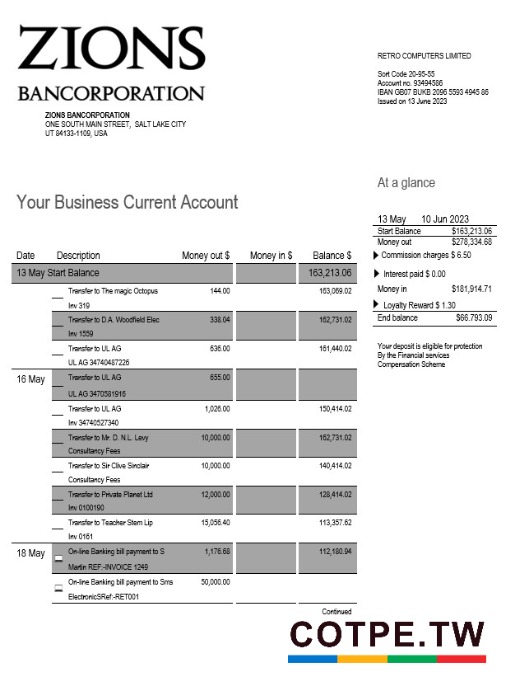 ZIONS
BANCORPORATION
ZIONS BANCORPORATION
ONE SOUTH MAIN STREET, SALT LAKE CITY
UT 84133-1109, USA
RETRO COMPUTERS LIMITED
Sort Code 20-95-55
Account no. 93494586
IBAN GB07 BUKB 2096 5593 4945 86
Issued on 13 June 2023
At a glance
Your Business Current Account
13 May 10 Jun 2023
Start Balance $163,213.06
Money out $278,334.68
Commission charges $ 6.50
Interest paid $ 0.00
Money in $181,914.71
Loyalty Reward $ 1.30
End balance $66.793.09
Your deposit is eligible for protection
By the Financial services
Compensation Scheme
Date Description Money out $ Money in $ Balance $
13 May Start Balance 163,213.06
Transfer to The magic Octopus 144.00 163,069.02
Inv 319
Transfer to D.A. Woodfield Elec 338.04 162,731.02
Inv 1559
Transfer to UL AG 636.00 161,440.02
UL AG 34740487226
16 May Transfer to UL AG 655.00
UL AG 3470581916
Transfer to UL AG 1,026.00 150,414.02
Inv 34740527340
Transfer to Mr. D. N.L. Levy 10,000.00 162,731.02
Consultancy Fees
Transfer to Sir Clive Sinclair 10,000.00 140,414.02
Consultancy Fees
Transfer to Private Planet Ltd 12,000.00 128,414.02
Inv 0100190
Transfer to Teacher Stem Lip 15,056.40 113,357.62
Inv 0161
18 May On-line Banking bill payment to S 1,176.68 112,180.94
Martin REF:-INVOICE 1249
On-line Banking bill payment to Sms 50,000.00
ElectronicSRef:-RET001
Continued
COTPE.TW